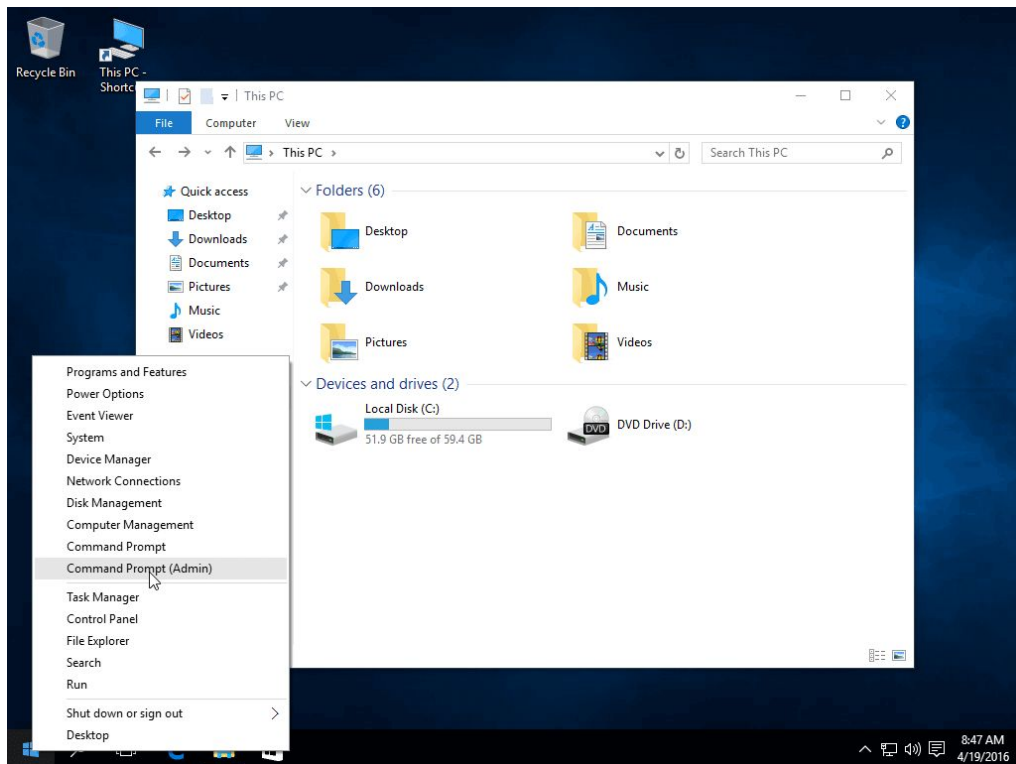 Recycle Bin
This PC -
Shortc
This PC
File Computer View
This PC
Search This PC
Quick access
Desktop
Downloads
Documents
Pictures
Music
Videos
Folders (6)
Desktop
Documents
Downloads
Music
Pictures
Videos
Devices and drives (2)
Local Disk (C:)
51.9 GB free of 59.4 GB
DVD
DVD Drive (D:)
Programs and Features
Power Options
Event Viewer
System
Device Manager
Network Connections
Disk Management
Computer Management
Command Prompt
Command Prompt (Admin)
Task Manager
Control Panel
File Explorer
Search
Run
Shut down or sign out
Desktop
8:47 AM
4/19/2016